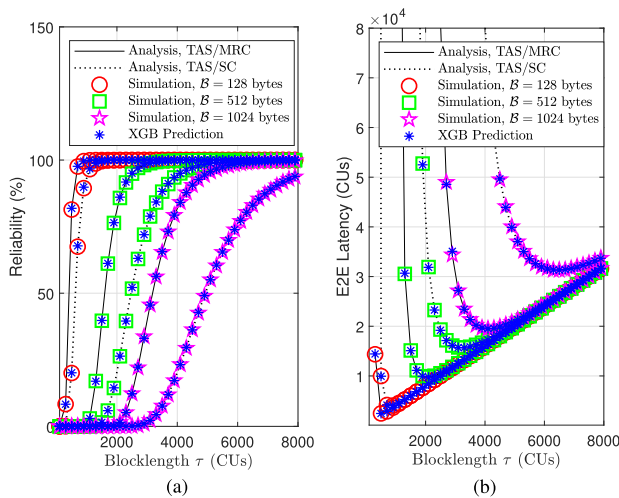 150
100
50
0
Reliability (%)
Analysis, TAS/MRC
Analysis, TAS/SC
Simulation, B = 128 bytes
Simulation, B = 512 bytes
Simulation, B = 1024 bytes
XGB Prediction
2000 4000 6000 8000
Blocklength τ (CUs)
(a)
× 10⁴
8
7
6
5
4
3
2
1
E2E Latency (CUs)
Analysis, TAS/MRC
Analysis, TAS/SC
Simulation, B = 128 bytes
Simulation, B = 512 bytes
Simulation, B = 1024 bytes
XGB Prediction
2000 4000 6000 8000
Blocklength τ (CUs)
(b)